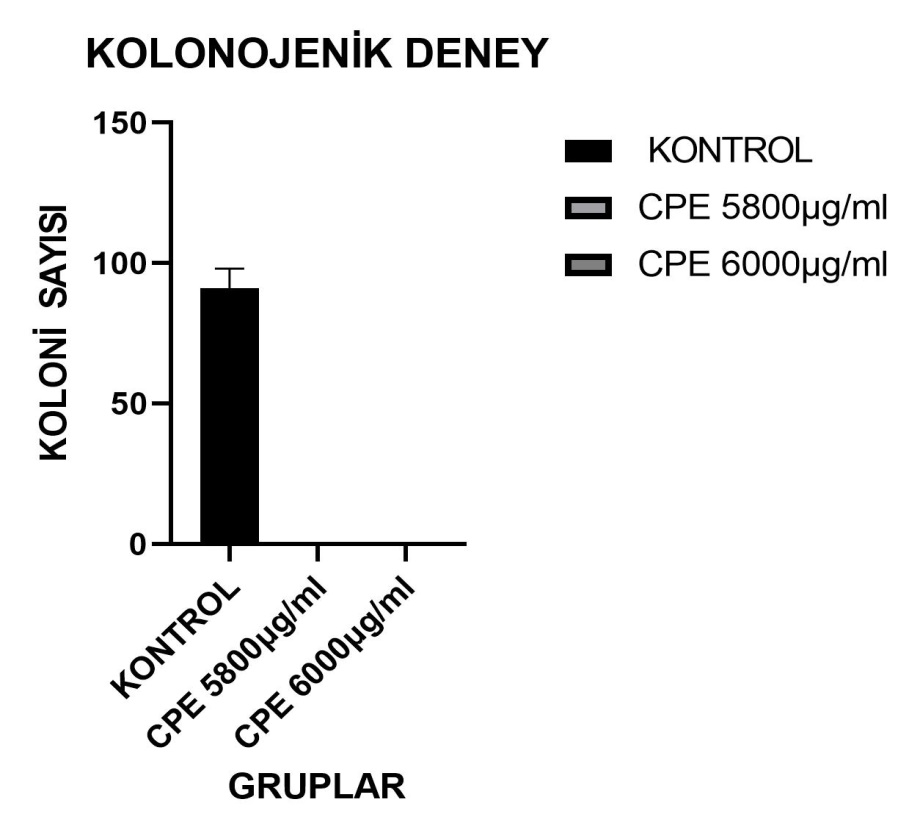 KOLONOJENİK DENEY
150
100
50
0
KOLONİ SAYISI
KONTROL
CPE 5800µg/ml
CPE 6000µg/ml
GRUPLAR
KONTROL
CPE 5800µg/ml
CPE 6000µg/ml